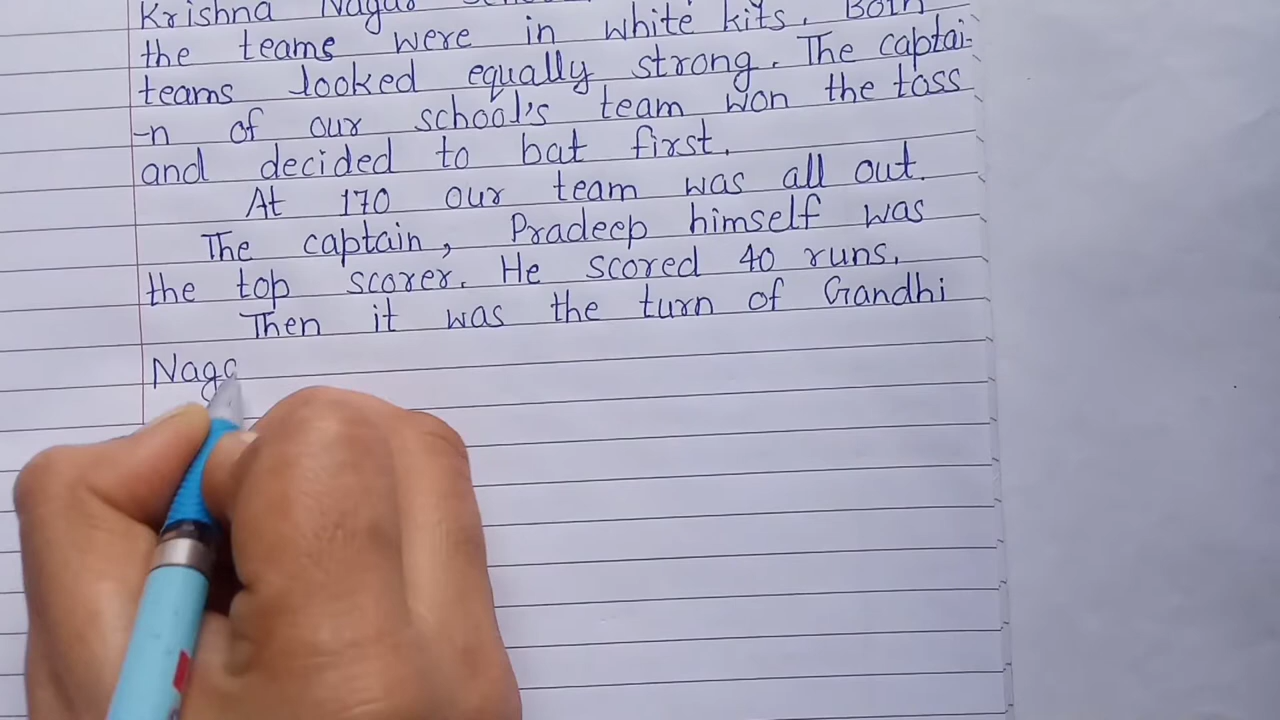 Krishna Nagar
the teams were in white kits. Both
teams looked equally strong. The captai-
-n of our school's team won the toss
and decided to bat first.
At 170 our team was all out.
The captain, Pradeep himself was
the top scorer. He scored 40 runs.
Then it was the turn of Gandhi
Naga